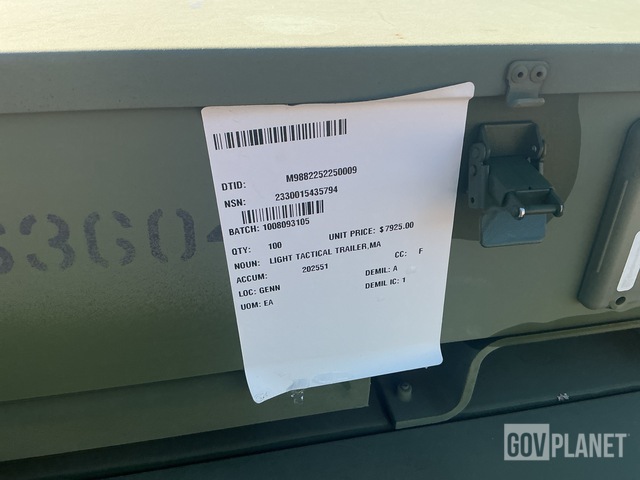 DTID: M9882252250009
NSN: 2330015435794
BATCH: 1008093105
QTY: 100 UNIT PRICE: $ 7925.00
NOUN: LIGHT TACTICAL TRAILER,MA
ACCUM: 202551 CC: F
LOC: GENN DEMIL: A
UOM: EA DEMIL IC: 1
3604
GOVPLANET